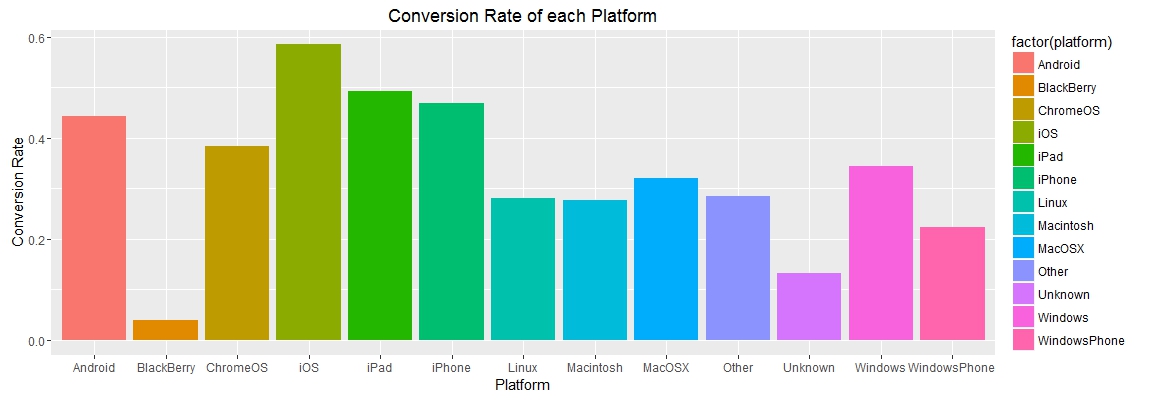 Conversion Rate of each Platform
Conversion Rate
0.6
0.4
0.2
0.0
Android BlackBerry ChromeOS iOS iPad iPhone Linux Macintosh MacOSX Other Unknown Windows WindowsPhone
Platform
factor(platform)
Android
BlackBerry
ChromeOS
iOS
iPad
iPhone
Linux
Macintosh
MacOSX
Other
Unknown
Windows
WindowsPhone